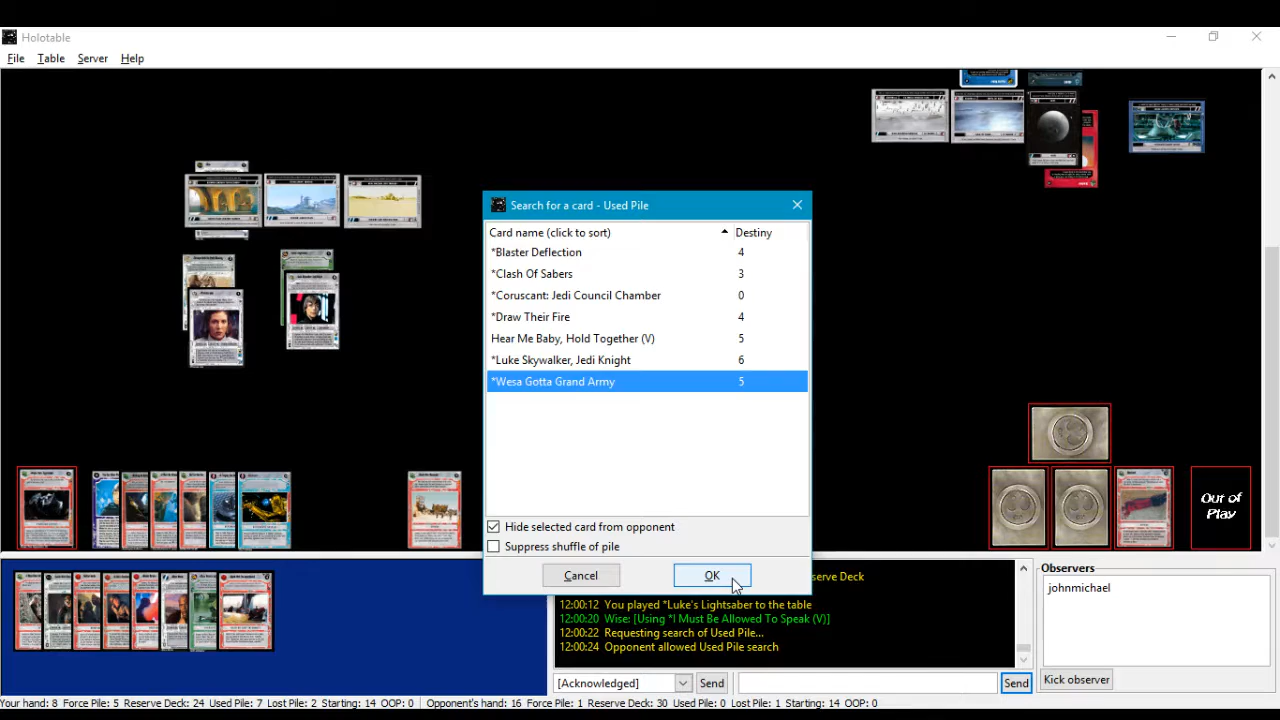 Holotable
File Table Server Help
Search for a card - Used Pile
Card name (click to sort) Destiny
*Blaster Deflection 4
*Clash Of Sabers
*Coruscant: Jedi Council Chamber 0
*Draw Their Fire 4
Hear Me Baby, Hold Together (V) 5
*Luke Skywalker, Jedi Knight 6
*Wesa Gotta Grand Army 5
Hide selected card from opponent
Suppress shuffle of pile
Cancel OK
Out of
Play
serve Deck
12:00:12 You played *Luke's Lightsaber to the table
12:00:20 Wise: [Using *I Must Be Allowed To Speak (V)]
12:00:22 Requesting search of Used Pile...
12:00:24 Opponent allowed Used Pile search
[Acknowledged] Send Send
Observers
johnmichael
Kick observer
Your hand: 8 Force Pile: 5 Reserve Deck: 24 Used Pile: 7 Lost Pile: 2 Starting: 14 OOP: 0 Opponent's hand: 16 Force Pile: 1 Reserve Deck: 30 Used Pile: 0 Lost Pile: 1 Starting: 14 OOP: 0